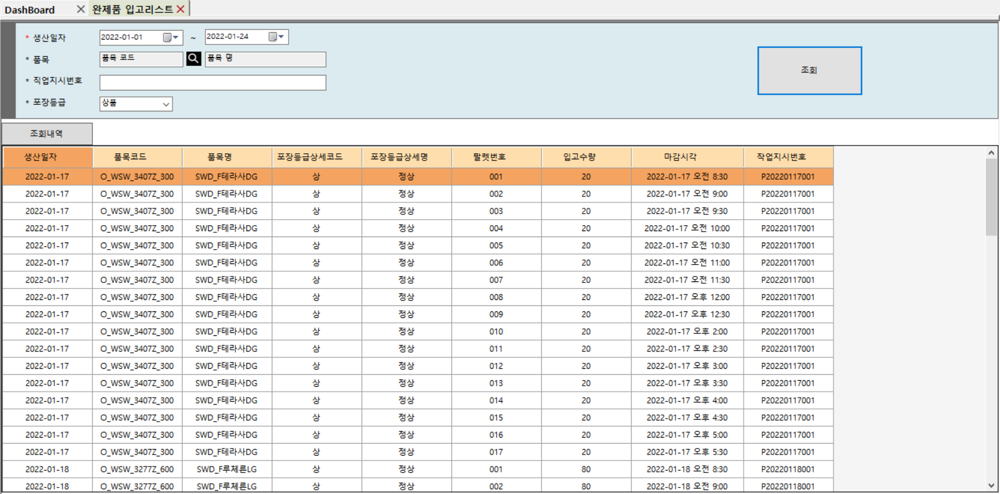 DashBoard 완제품 입고리스트
* 생산일자 2022-01-01 ~ 2022-01-24
* 품목 품목 코드 품목 명
* 직업지시번호
조회
* 포장등급 상품
조회내역
생산일자 품목코드 품목명 포장등급상세코드 포장등급상세명 팔렛번호 입고수량 마감시각 작업지시번호
2022-01-17 O_WSW_3407Z_300 SWD_F테라사DG 상 정상 001 20 2022-01-17 오전 8:30 P20220117001
2022-01-17 O_WSW_3407Z_300 SWD_F테라사DG 상 정상 002 20 2022-01-17 오전 9:00 P20220117001
2022-01-17 O_WSW_3407Z_300 SWD_F테라사DG 상 정상 003 20 2022-01-17 오전 9:30 P20220117001
2022-01-17 O_WSW_3407Z_300 SWD_F테라사DG 상 정상 004 20 2022-01-17 오전 10:00 P20220117001
2022-01-17 O_WSW_3407Z_300 SWD_F테라사DG 상 정상 005 20 2022-01-17 오전 10:30 P20220117001
2022-01-17 O_WSW_3407Z_300 SWD_F테라사DG 상 정상 006 20 2022-01-17 오전 11:00 P20220117001
2022-01-17 O_WSW_3407Z_300 SWD_F테라사DG 상 정상 007 20 2022-01-17 오전 11:30 P20220117001
2022-01-17 O_WSW_3407Z_300 SWD_F테라사DG 상 정상 008 20 2022-01-17 오후 12:00 P20220117001
2022-01-17 O_WSW_3407Z_300 SWD_F테라사DG 상 정상 009 20 2022-01-17 오후 12:30 P20220117001
2022-01-17 O_WSW_3407Z_300 SWD_F테라사DG 상 정상 010 20 2022-01-17 오후 2:00 P20220117001
2022-01-17 O_WSW_3407Z_300 SWD_F테라사DG 상 정상 011 20 2022-01-17 오후 2:30 P20220117001
2022-01-17 O_WSW_3407Z_300 SWD_F테라사DG 상 정상 012 20 2022-01-17 오후 3:00 P20220117001
2022-01-17 O_WSW_3407Z_300 SWD_F테라사DG 상 정상 013 20 2022-01-17 오후 3:30 P20220117001
2022-01-17 O_WSW_3407Z_300 SWD_F테라사DG 상 정상 014 20 2022-01-17 오후 4:00 P20220117001
2022-01-17 O_WSW_3407Z_300 SWD_F테라사DG 상 정상 015 20 2022-01-17 오후 4:30 P20220117001
2022-01-17 O_WSW_3407Z_300 SWD_F테라사DG 상 정상 016 20 2022-01-17 오후 5:00 P20220117001
2022-01-17 O_WSW_3407Z_300 SWD_F테라사DG 상 정상 017 20 2022-01-17 오후 5:30 P20220117001
2022-01-18 O_WSW_3277Z_600 SWD_F루체른LG 상 정상 001 80 2022-01-18 오전 8:30 P20220118001
2022-01-18 O_WSW_3277Z_600 SWD_F루체른LG 상 정상 002 80 2022-01-18 오전 9:00 P20220118001